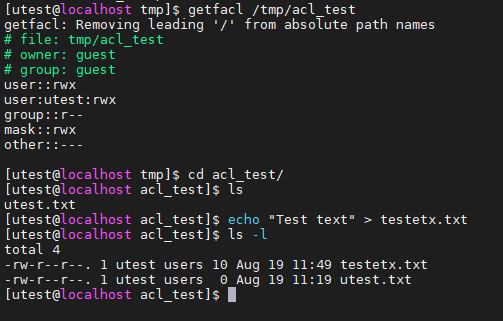 [utest@localhost tmp]$ getfacl /tmp/acl_test
getfacl: Removing leading '/' from absolute path names
# file: tmp/acl_test
# owner: guest
# group: guest
user::rwx
user:utest:rwx
group::r--
mask::rwx
other::---
[utest@localhost tmp]$ cd acl_test/
[utest@localhost acl_test]$ ls
utest.txt
[utest@localhost acl_test]$ echo "Test text" > testetx.txt
[utest@localhost acl_test]$ ls -l
total 4
-rw-r--r--. 1 utest users 10 Aug 19 11:49 testetx.txt
-rw-r--r--. 1 utest users  0 Aug 19 11:19 utest.txt
[utest@localhost acl_test]$